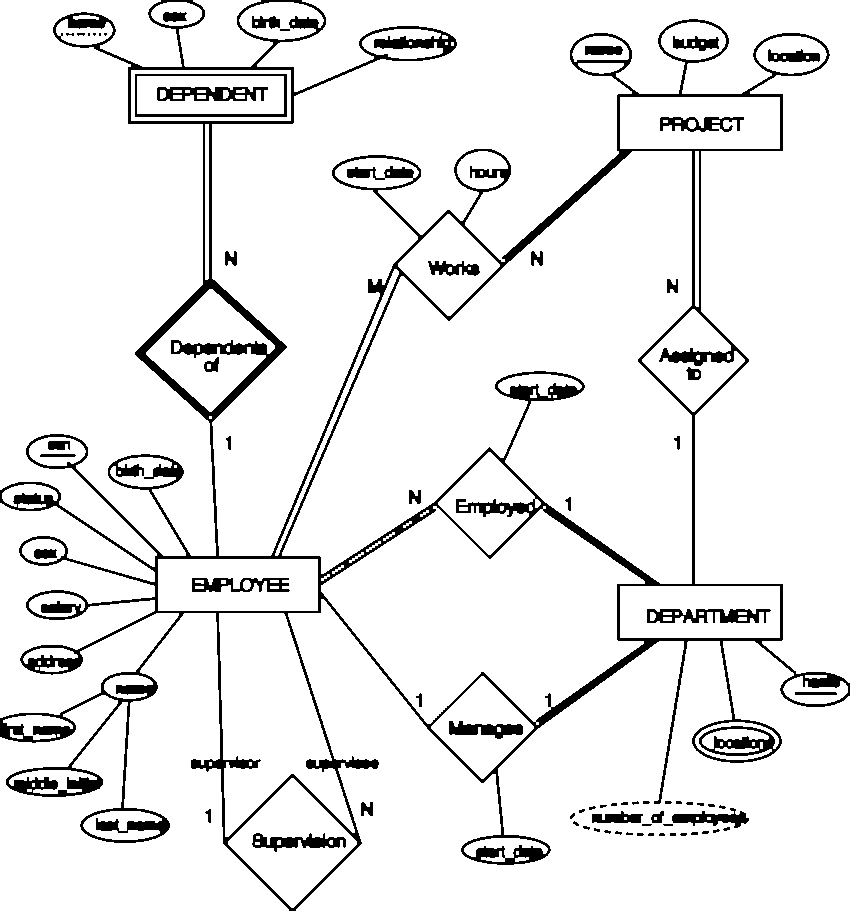 sex
birth_date
relationship
name
budget
location
DEPENDENT
PROJECT
start_date
hours
Works
N
M
N
N
Dependents
of
Assigned
to
1
1
start_date
ssn
birth_date
status
N
Employed
1
sex
EMPLOYEE
salary
DEPARTMENT
address
name
1
1
first_name
Manages
locations
supervisor
supervisee
middle_initial
1
N
last_name
number_of_employees
Supervision
start_date